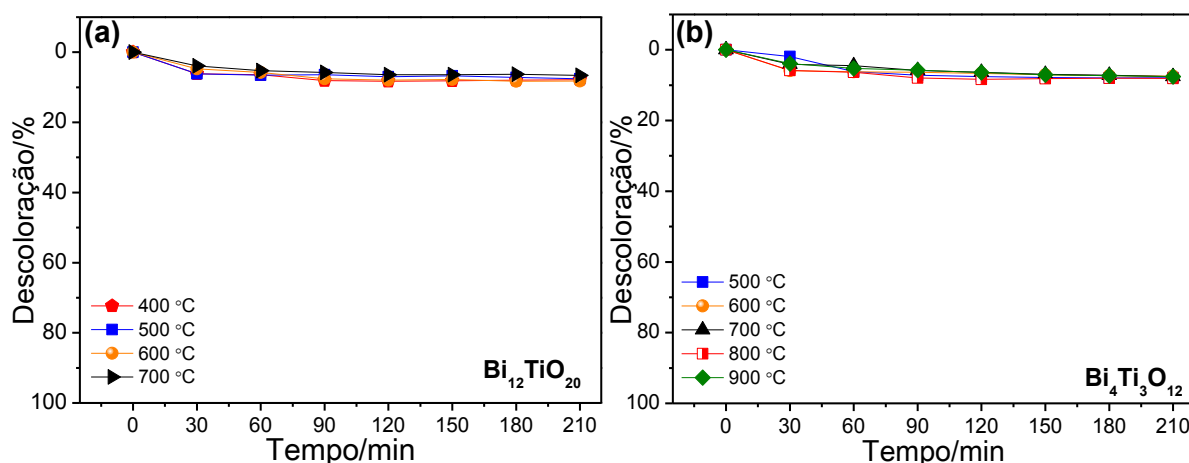 (a)
Descoloração/%
0
20
40
60
80
100
400 °C
500 °C
600 °C
700 °C
Bi₁₂TiO₂₀
0 30 60 90 120 150 180 210
Tempo/min
(b)
Descoloração/%
0
20
40
60
80
100
500 °C
600 °C
700 °C
800 °C
900 °C
Bi₄Ti₃O₁₂
0 30 60 90 120 150 180 210
Tempo/min